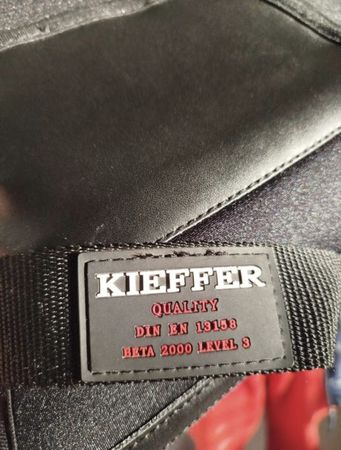 KIEFFER
QUALITY
DIN EN 13158
BETA 2000 LEVEL 3